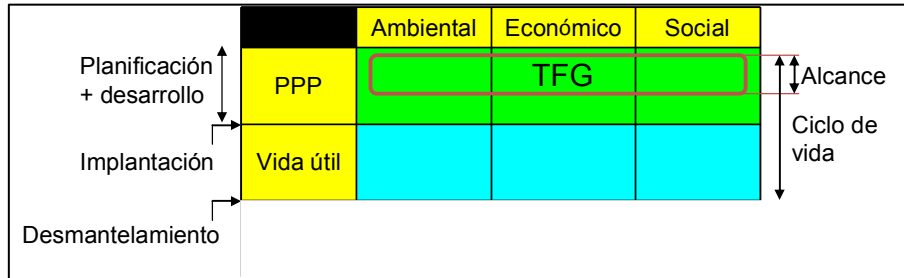 Ambiental Económico Social
Planificación
+ desarrollo
PPP
TFG
Alcance
Ciclo de
vida
Implantación
Vida útil
Desmantelamiento